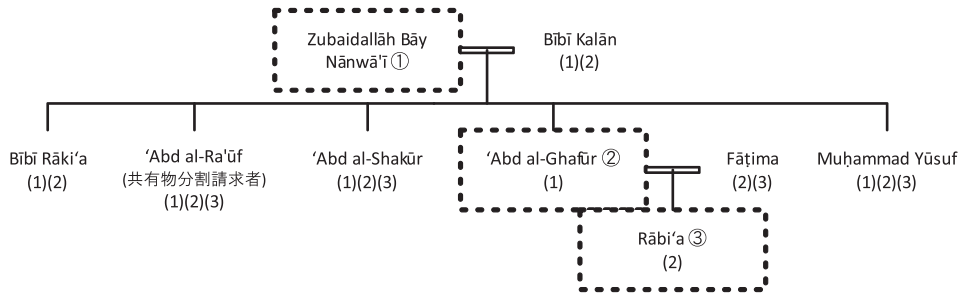 Zubaidallāh Bāy
Nānwā'ī ①
Bībī Kalān
(1)(2)
Bībī Rāki‘a
(1)(2)
‘Abd al-Ra'ūf
(共有物分割請求者)
(1)(2)(3)
‘Abd al-Shakūr
(1)(2)(3)
‘Abd al-Ghafūr ②
(1)
Fāṭima
(2)(3)
Muḥammad Yūsuf
(1)(2)(3)
Rābi‘a ③
(2)